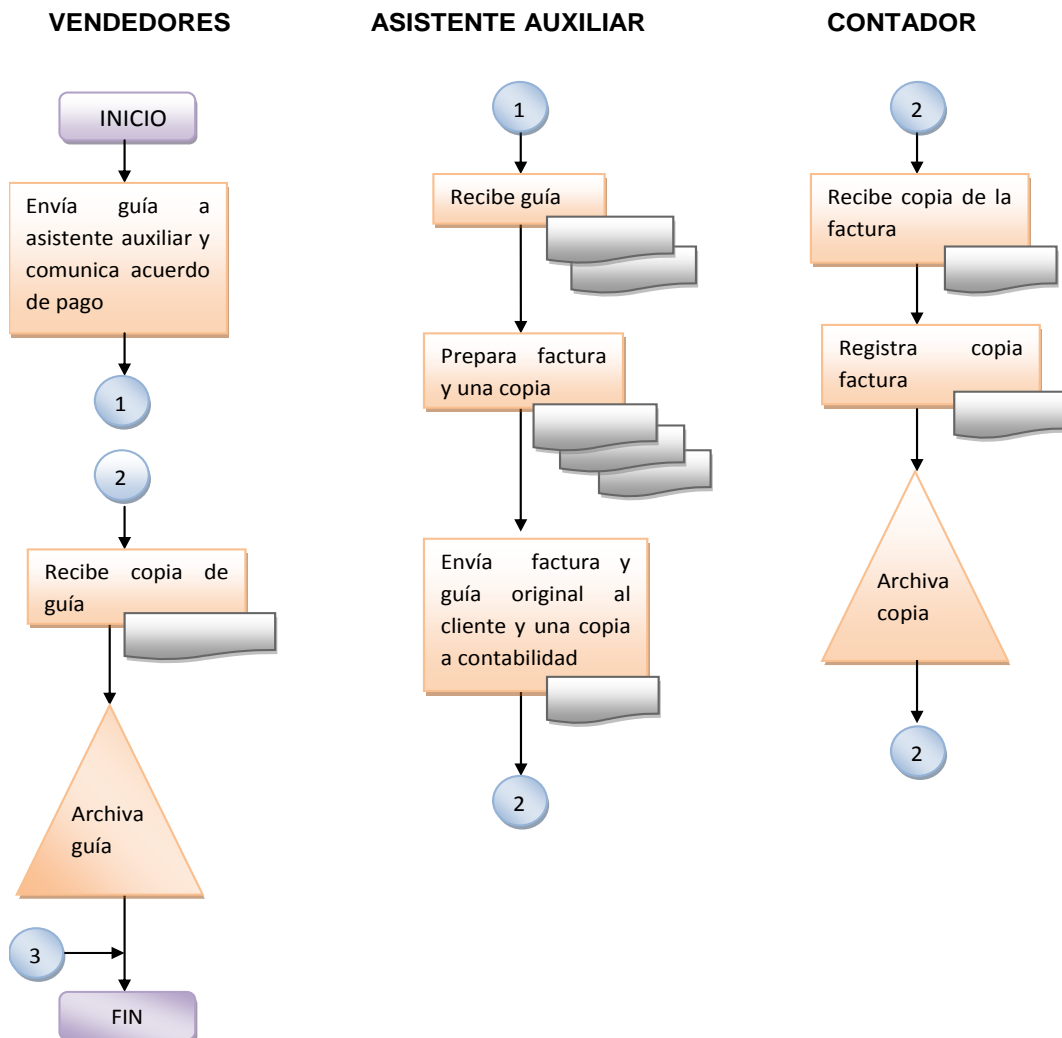 VENDEDORES
INICIO
Envía guía a
asistente auxiliar y
comunica acuerdo
de pago
1
2
Recibe copia de
guía
Archiva
guía
3
FIN
ASISTENTE AUXILIAR
1
Recibe guía
Prepara factura
y una copia
Envía factura y
guía original al
cliente y una copia
a contabilidad
2
CONTADOR
2
Recibe copia de la
factura
Registra copia
factura
Archiva
copia
2